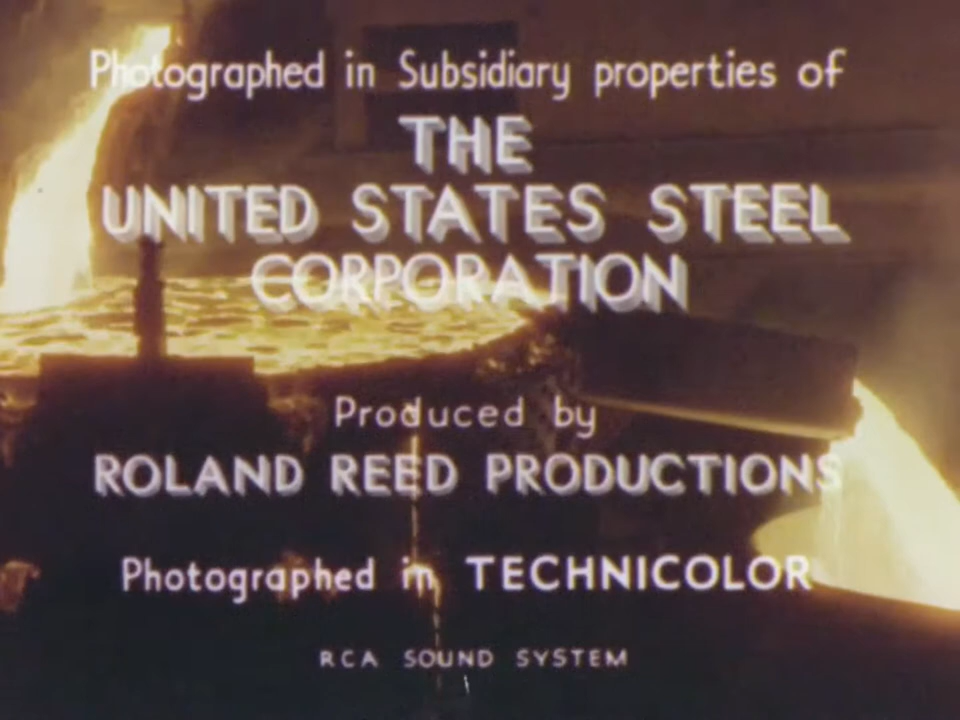 Photographed in Subsidiary properties of
THE
UNITED STATES STEEL
CORPORATION
Produced by
ROLAND REED PRODUCTIONS
Photographed in TECHNICOLOR
RCA SOUND SYSTEM